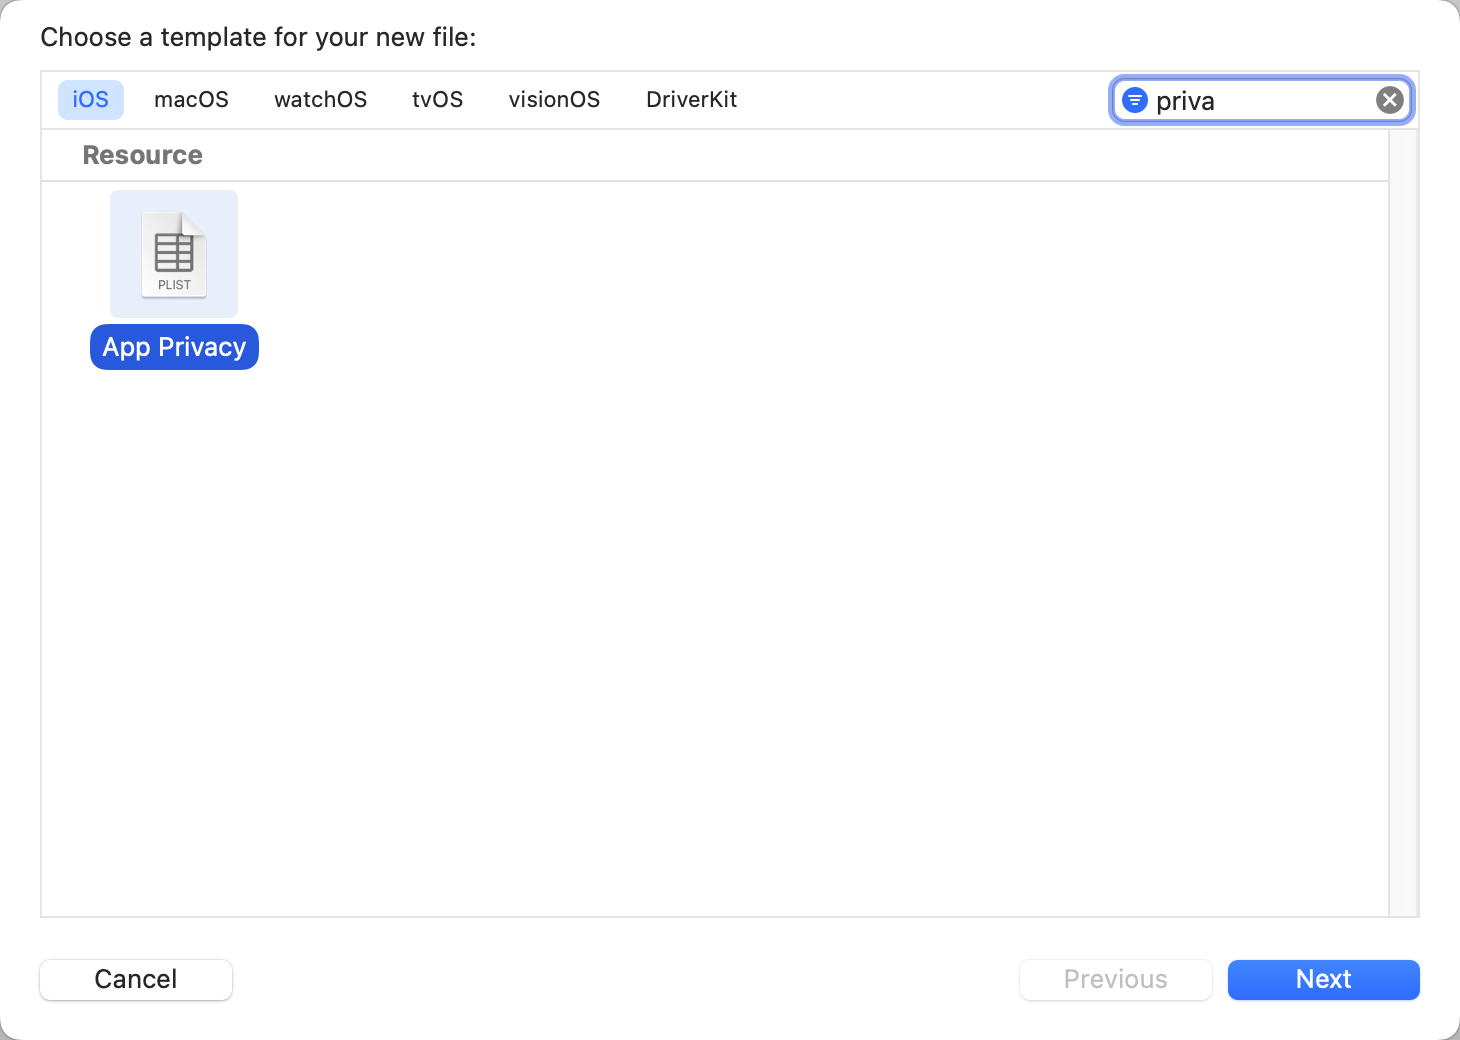 Choose a template for your new file:
iOS macOS watchOS tvOS visionOS DriverKit priva
Resource
PLIST
App Privacy
Cancel Previous Next